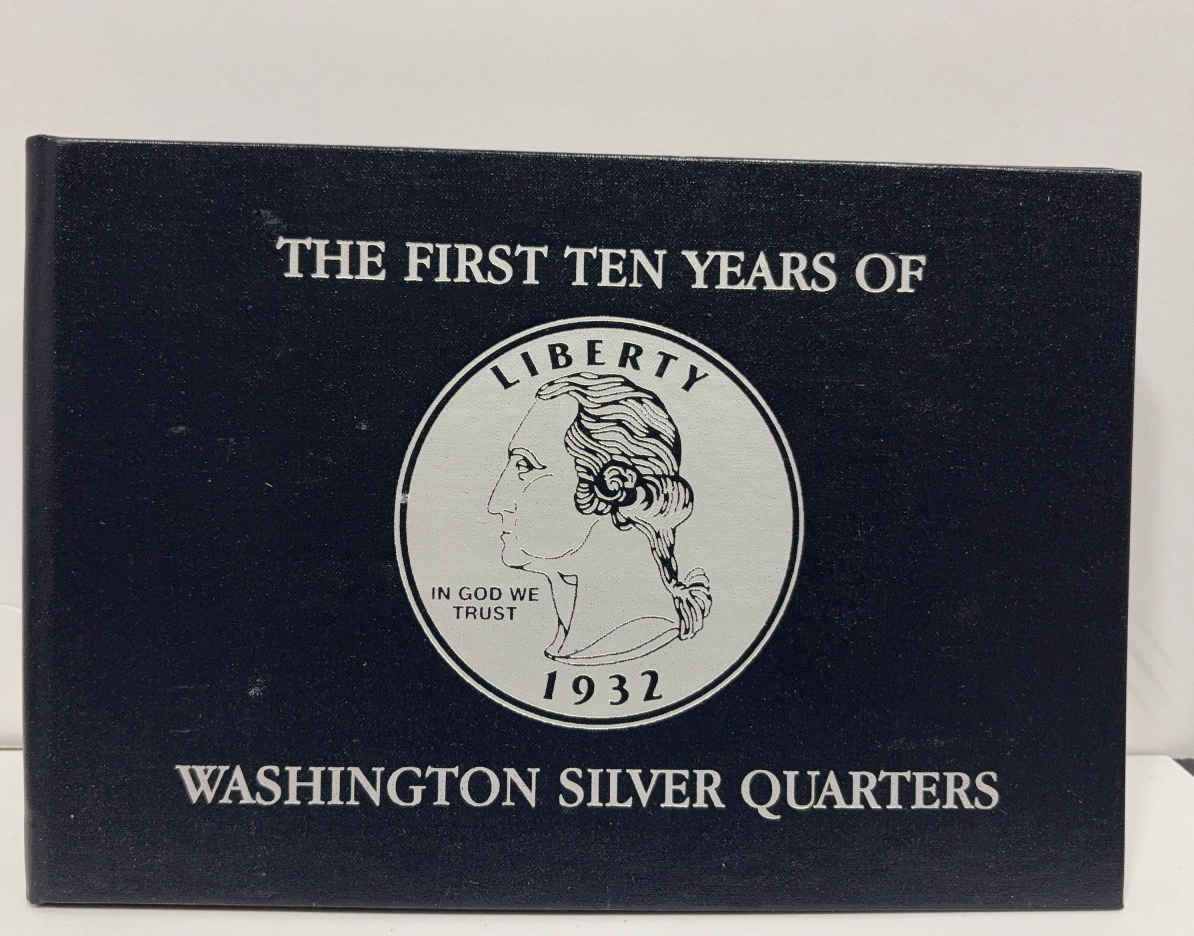 THE FIRST TEN YEARS OF
LIBERTY
IN GOD WE
TRUST
1932
WASHINGTON SILVER QUARTERS